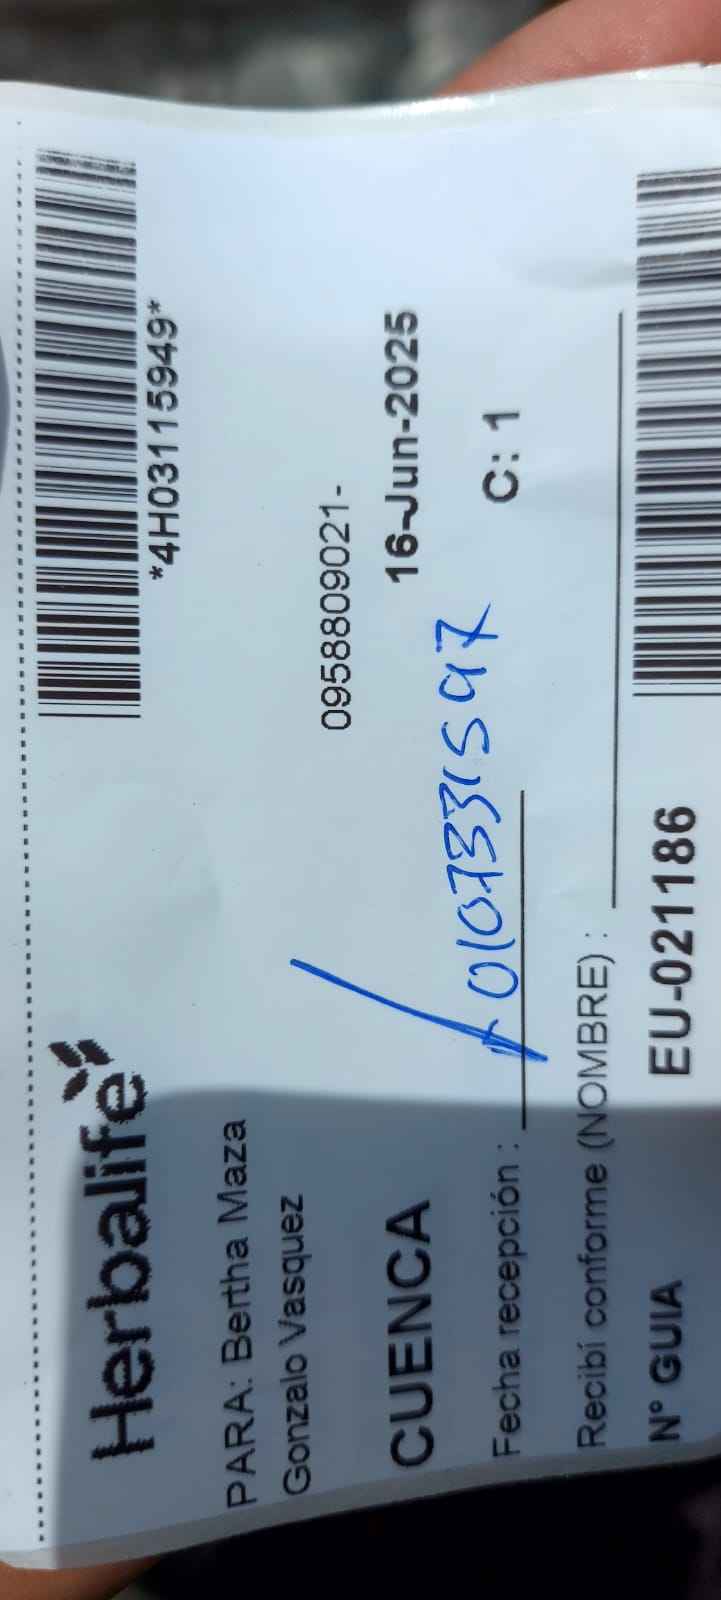 Herbalife
*4H03115949*
PARA: Bertha Maza
Gonzalo Vasquez
0958809021-
CUENCA 16-Jun-2025
Fecha recepción : 0107331597 C: 1
Recibí conforme (NOMBRE) :
Nº GUIA EU-021186